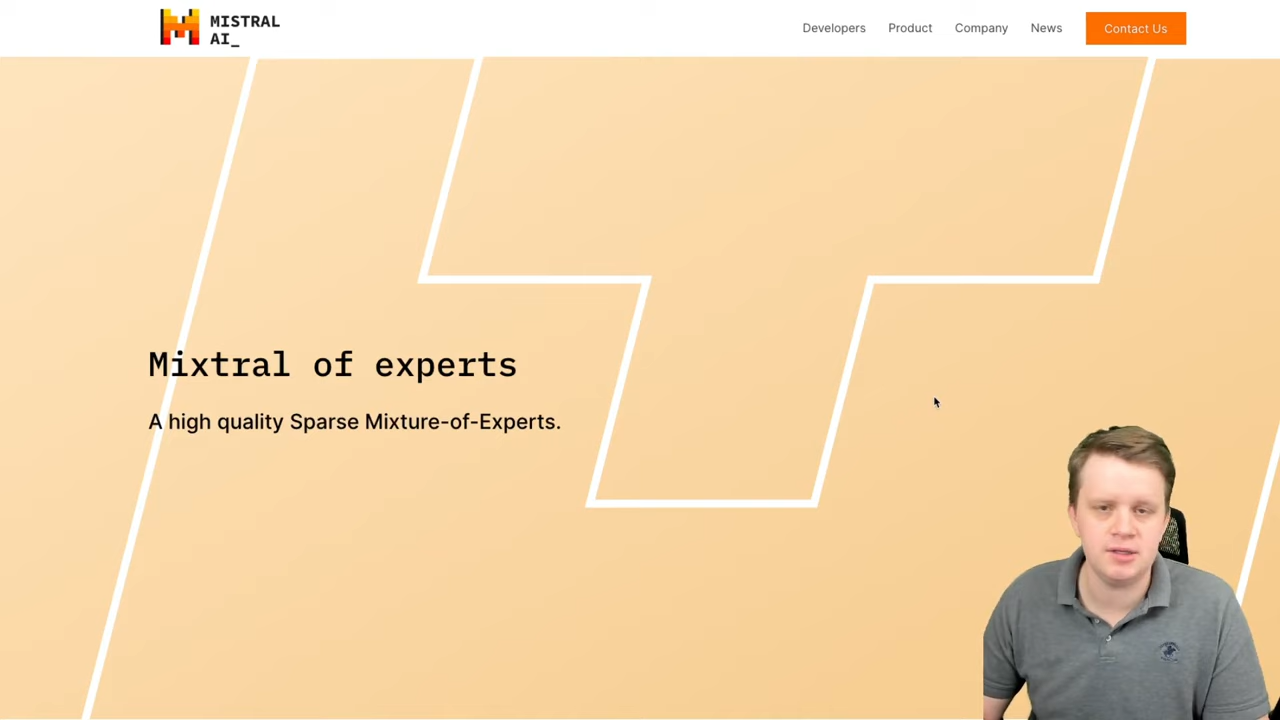 MISTRAL
AI_
Developers
Product
Company
News
Contact Us
Mixtral of experts
A high quality Sparse Mixture-of-Experts.